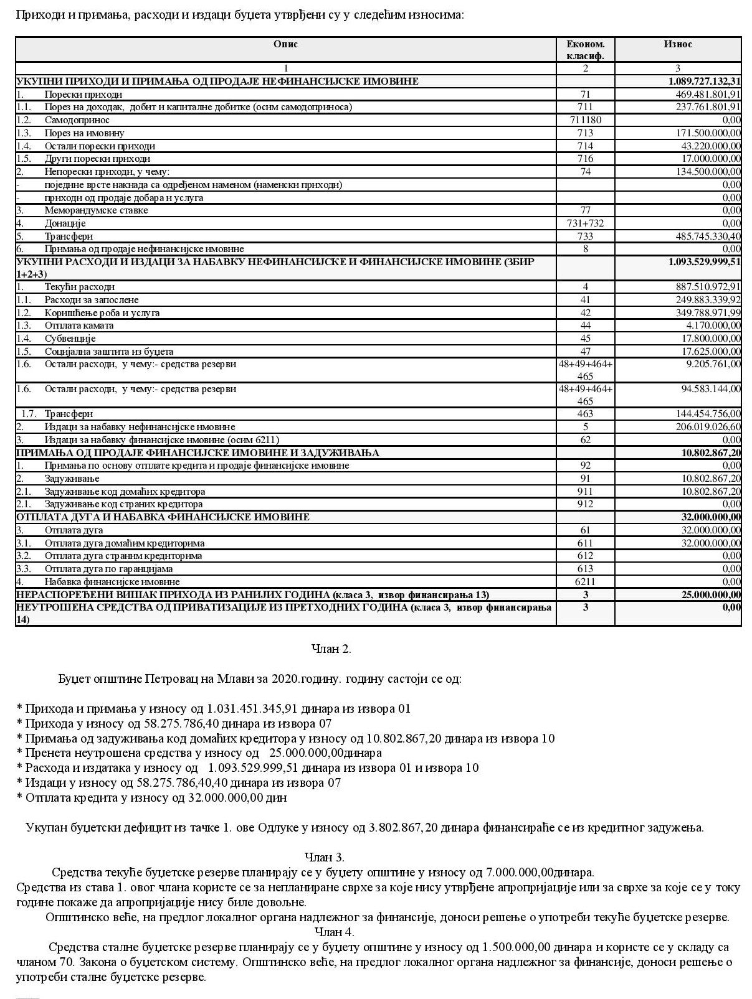 Приходи и примања, расходи и издаци буџета утврђени су у следећим износима:
Опис Економ. класиф. Износ
1 2 3
УКУПНИ ПРИХОДИ И ПРИМАЊА ОД ПРОДАЈЕ НЕФИНАНСИЈСКЕ ИМОВИНЕ 1.089.727.132,31
1. Порески приходи 71 469.481.801,91
1.1. Порез на доходак, добит и капиталне добитке (осим самодоприноса) 711 237.761.801,91
1.2. Самодопринос 711180 0,00
1.3. Порез на имовину 713 171.500.000,00
1.4. Остали порески приходи 714 43.220.000,00
1.5. Други порески приходи 716 17.000.000,00
2. Непорески приходи, у чему: 74 134.500.000,00
- поједине врсте накнада са одређеном наменом (наменски приходи) 0,00
- приходи од продаје добара и услуга 0,00
3. Меморандумске ставке 77 0,00
4. Донације 731+732 0,00
5. Трансфери 733 485.745.330,40
6. Примања од продаје нефинансијске имовине 8 0,00
УКУПНИ РАСХОДИ И ИЗДАЦИ ЗА НАБАВКУ НЕФИНАНСИЈСКЕ И ФИНАНСИЈСКЕ ИМОВИНЕ (ЗБИР 1.093.529.999,51
1+2+3)
1. Текући расходи 4 887.510.972,91
1.1. Расходи за запослене 41 249.883.339,92
1.2. Коришћење роба и услуга 42 349.788.971,99
1.3. Отплата камата 44 4.170.000,00
1.4. Субвенције 45 17.800.000,00
1.5. Социјална заштита из буџета 47 17.625.000,00
1.6. Остали расходи, у чему:- средства резерви 48+49+464+ 9.205.761,00
465
1.6. Остали расходи, у чему:- средства резерви 48+49+464+ 94.583.144,00
465
1.7. Трансфери 463 144.454.756,00
2. Издаци за набавку нефинансијске имовине 5 206.019.026,60
3. Издаци за набавку финансијске имовине (осим 6211) 62 0,00
ПРИМАЊА ОД ПРОДАЈЕ ФИНАНСИЈСКЕ ИМОВИНЕ И ЗАДУЖИВАЊА 10.802.867,20
1. Примања по основу отплате кредита и продаје финансијске имовине 92 0,00
2. Задуживање 91 10.802.867,20
2.1. Задуживање код домаћих кредитора 911 10.802.867,20
2.1. Задуживање код страних кредитора 912 0,00
ОТПЛАТА ДУГА И НАБАВКА ФИНАНСИЈСКЕ ИМОВИНЕ 32.000.000,00
3. Отплата дуга 61 32.000.000,00
3.1. Отплата дуга домаћим кредиторима 611 32.000.000,00
3.2. Отплата дуга страним кредиторима 612 0,00
3.3. Отплата дуга по гаранцијама 613 0,00
4. Набавка финансијске имовине 6211 0,00
НЕРАСПОРЕЂЕНИ ВИШАК ПРИХОДА ИЗ РАНИЈИХ ГОДИНА (класа 3, извор финансирања 13) 3 25.000.000,00
НЕУТРОШЕНА СРЕДСТВА ОД ПРИВАТИЗАЦИЈЕ ИЗ ПРЕТХОДНИХ ГОДИНА (класа 3, извор финансирања 3 0,00
14)
Члан 2.
Буџет општине Петровац на Млави за 2020.годину. годину састоји се од:
* Прихода и примања у износу од 1.031.451.345,91 динара из извора 01
* Прихода у износу од 58.275.786,40 динара из извора 07
* Примања од задуживања код домаћих кредитора у износу од 10.802.867,20 динара из извора 10
* Пренета неутрошена средства у износу од 25.000.000,00динара
* Расхода и издатака у износу од 1.093.529.999,51 динара из извора 01 и извора 10
* Издаци у износу од 58.275.786,40,40 динара из извора 07
* Отплата кредита у износу од 32.000.000,00 дин
Укупан буџетски дефицит из тачке 1. ове Одлуке у износу од 3.802.867,20 динара финансираће се из кредитног задужења.
Члан 3.
Средства текуће буџетске резерве планирају се у буџету општине у износу од 7.000.000,00динара.
Средства из става 1. овог члана користе се за непланиране сврхе за које нису утврђене апропријације или за сврхе за које се у току
године покаже да апропријације нису биле довољне.
Општинско веће, на предлог локалног органа надлежног за финансије, доноси решење о употреби текуће буџетске резерве.
Члан 4.
Средства сталне буџетске резерве планирају се у буџету општине у износу од 1.500.000,00 динара и користе се у складу са
чланом 70. Закона о буџетском систему. Општинско веће, на предлог локалног органа надлежног за финансије, доноси решење о
употреби сталне буџетске резерве.